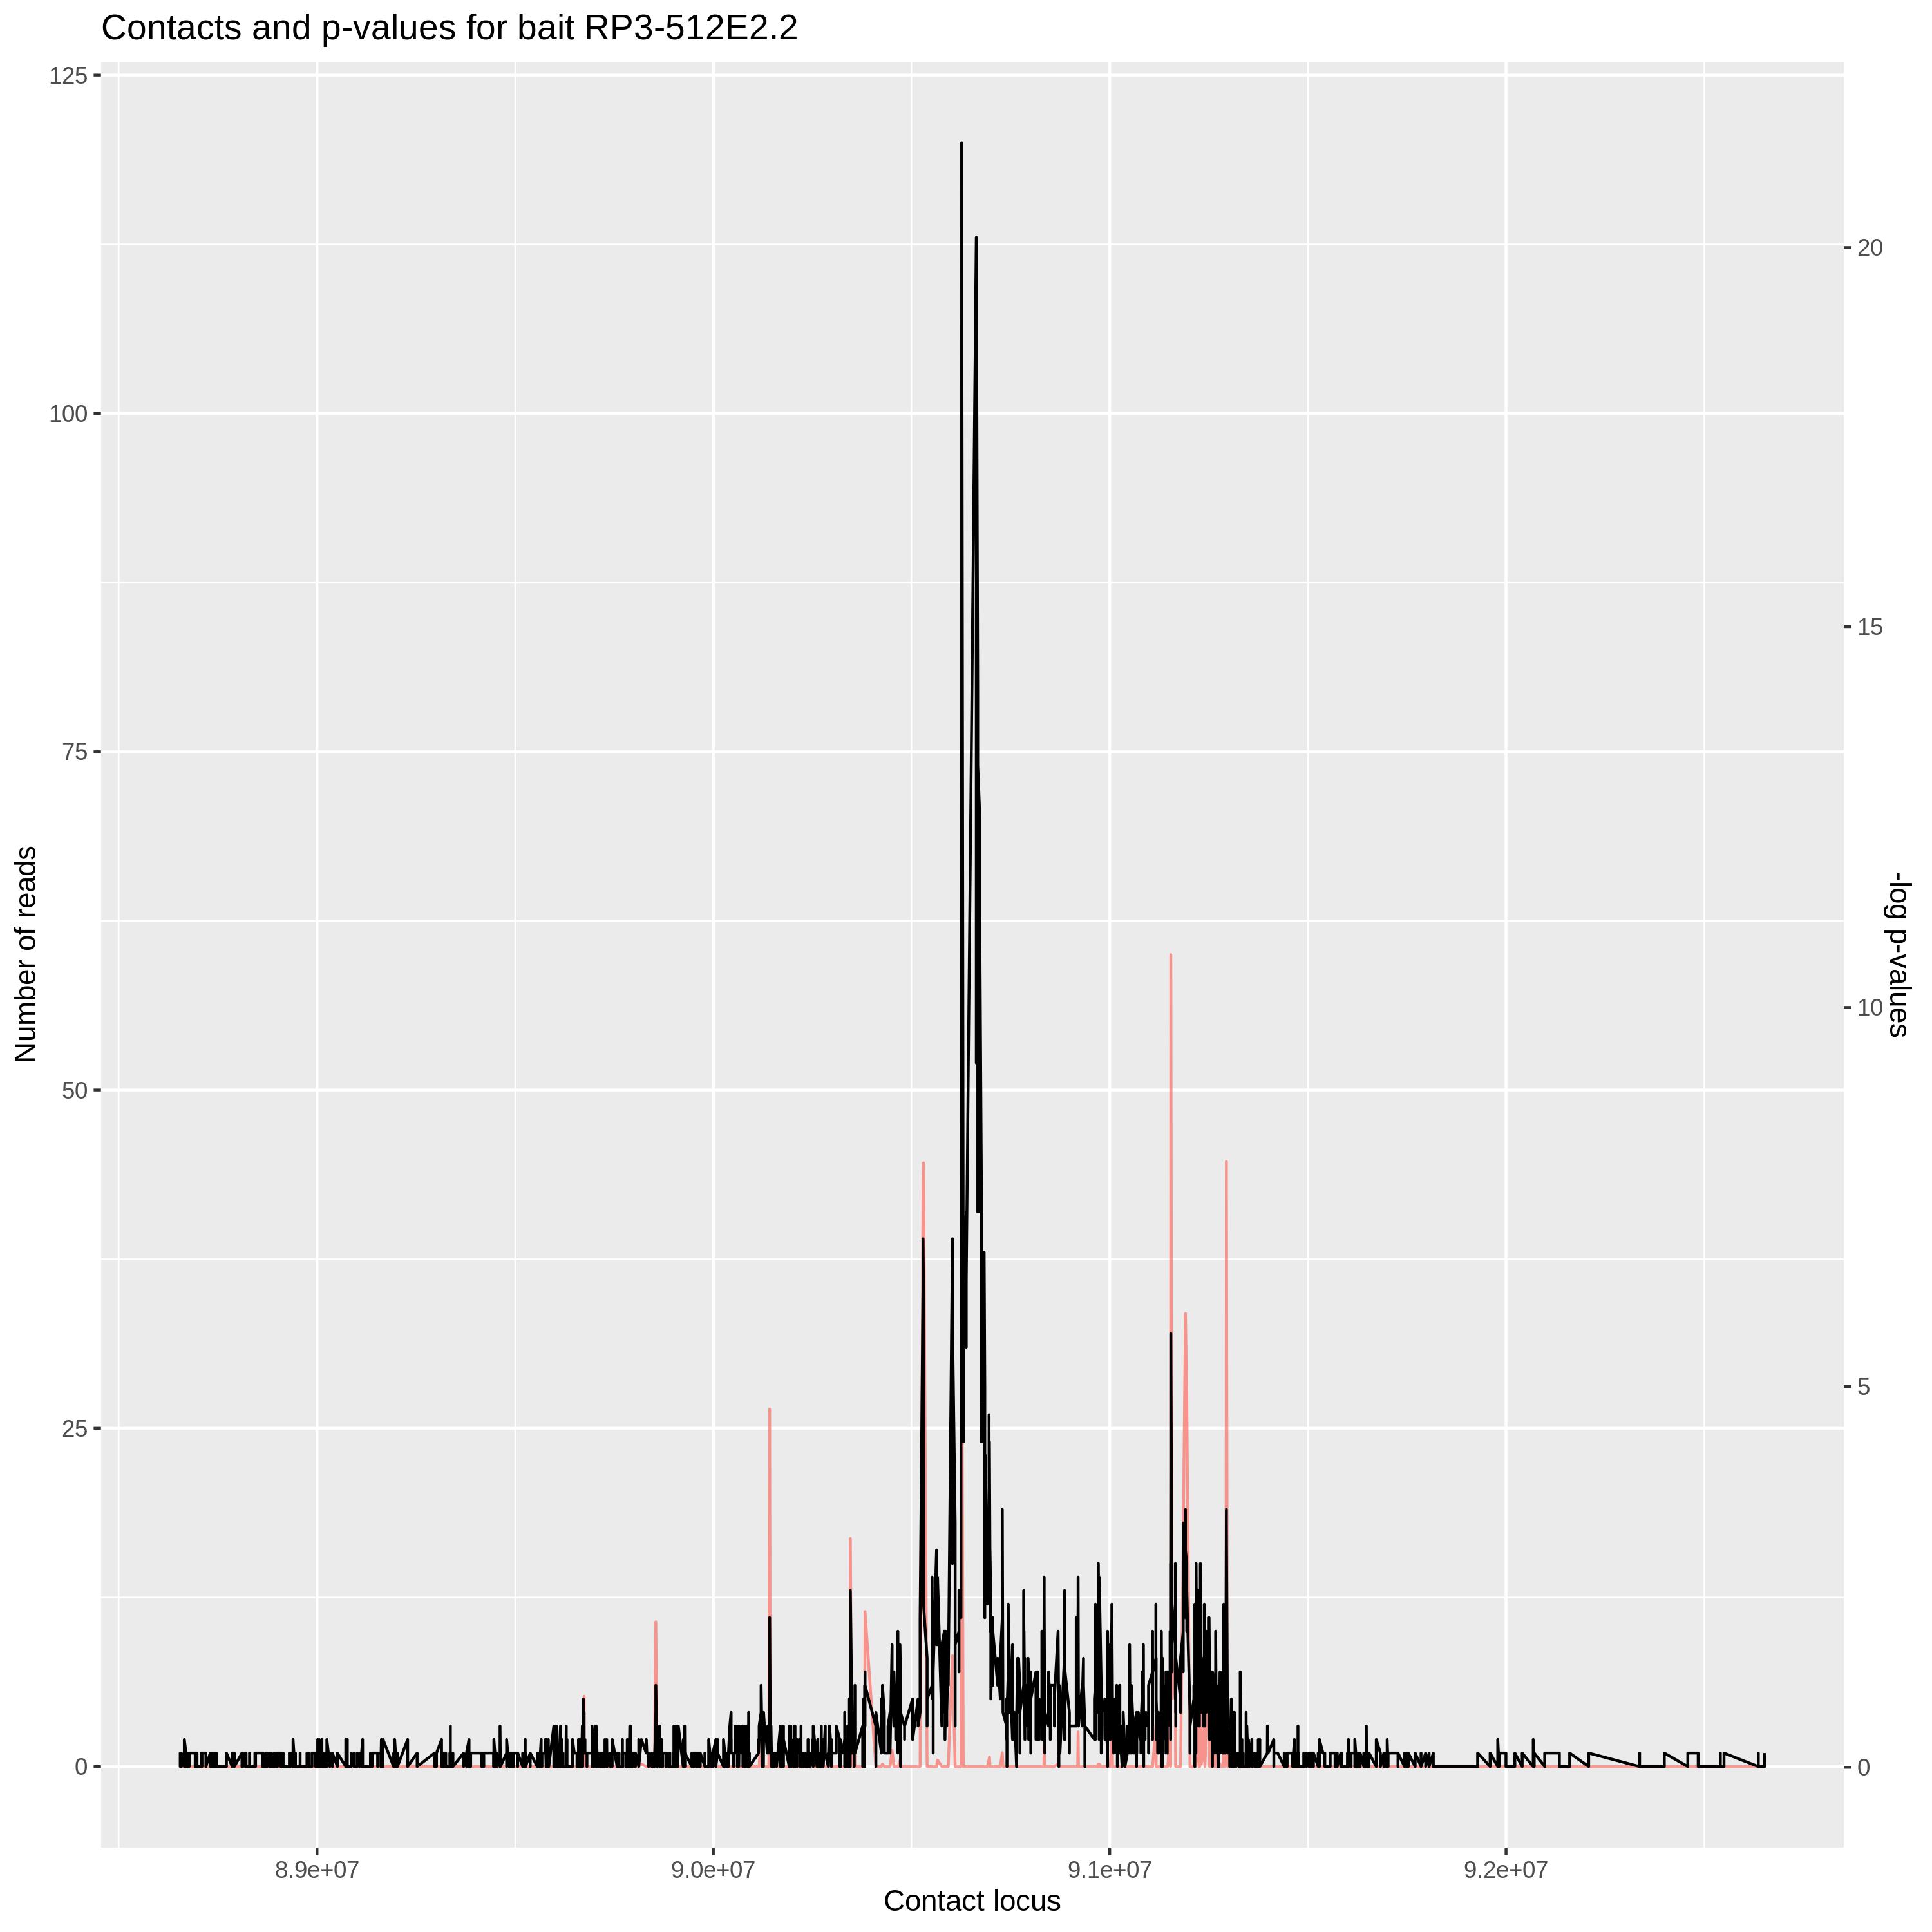 Contacts and p-values for bait RP3-512E2.2
125
100
75
50
25
0
Number of reads
20
15
10
5
0
-log p-values
8.9e+07
9.0e+07
9.1e+07
9.2e+07
Contact locus